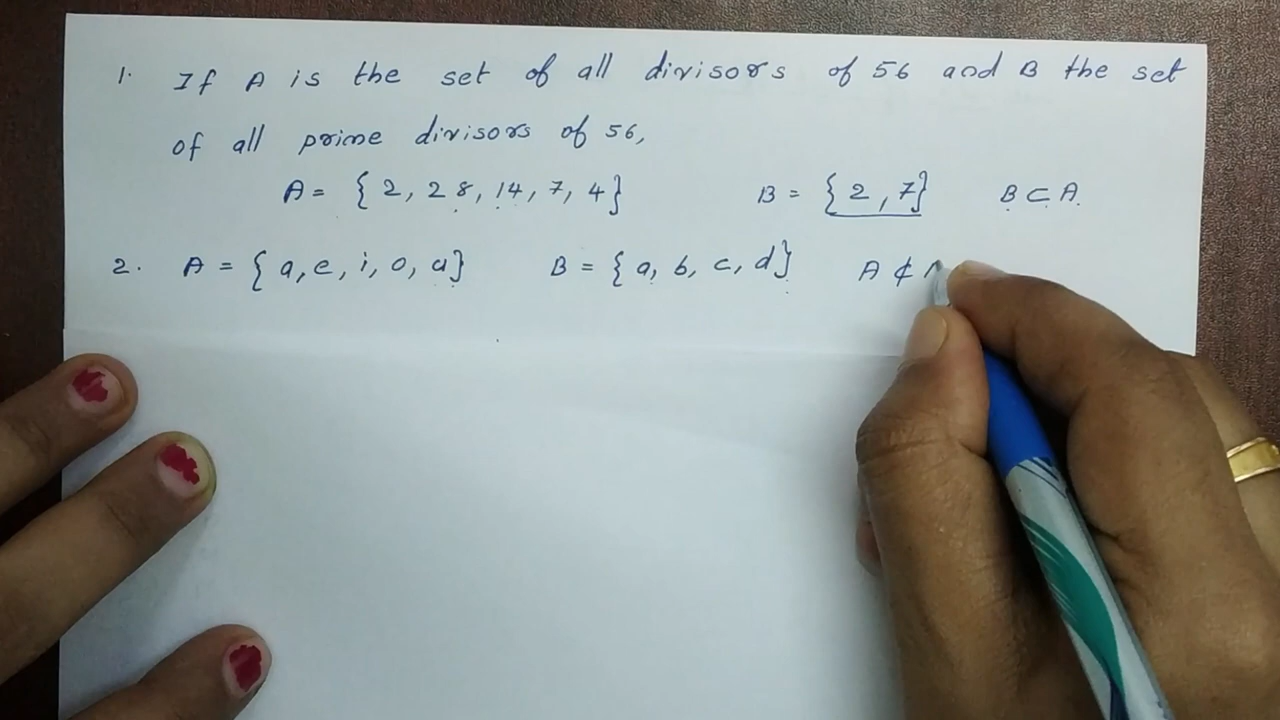 1. If A is the set of all divisors of 56 and B the set
of all prime divisors of 56,
A = { 2, 28, 14, 7, 4} B = { 2, 7} B ⊂ A.
2. A = { a, e, i, o, u} B = { a, b, c, d} A ⊄